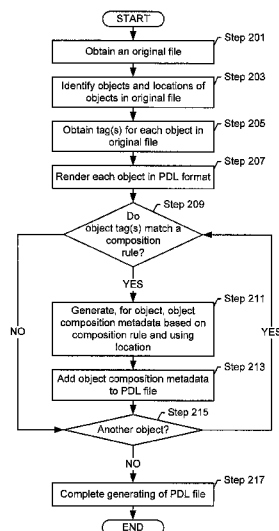 START
Step 201
Obtain an original file
Step 203
Identify objects and locations of
objects in original file
Step 205
Obtain tag(s) for each object in
original file
Step 207
Render each object in PDL format
Step 209
Do
object tag(s) match a
composition
rule?
YES
NO
YES
Step 211
Generate, for object, object
composition metadata based on
composition rule and using
location
Step 213
Add object composition metadata
to PDL file
Step 215
Another object?
NO
Step 217
Complete generating of PDL file
END